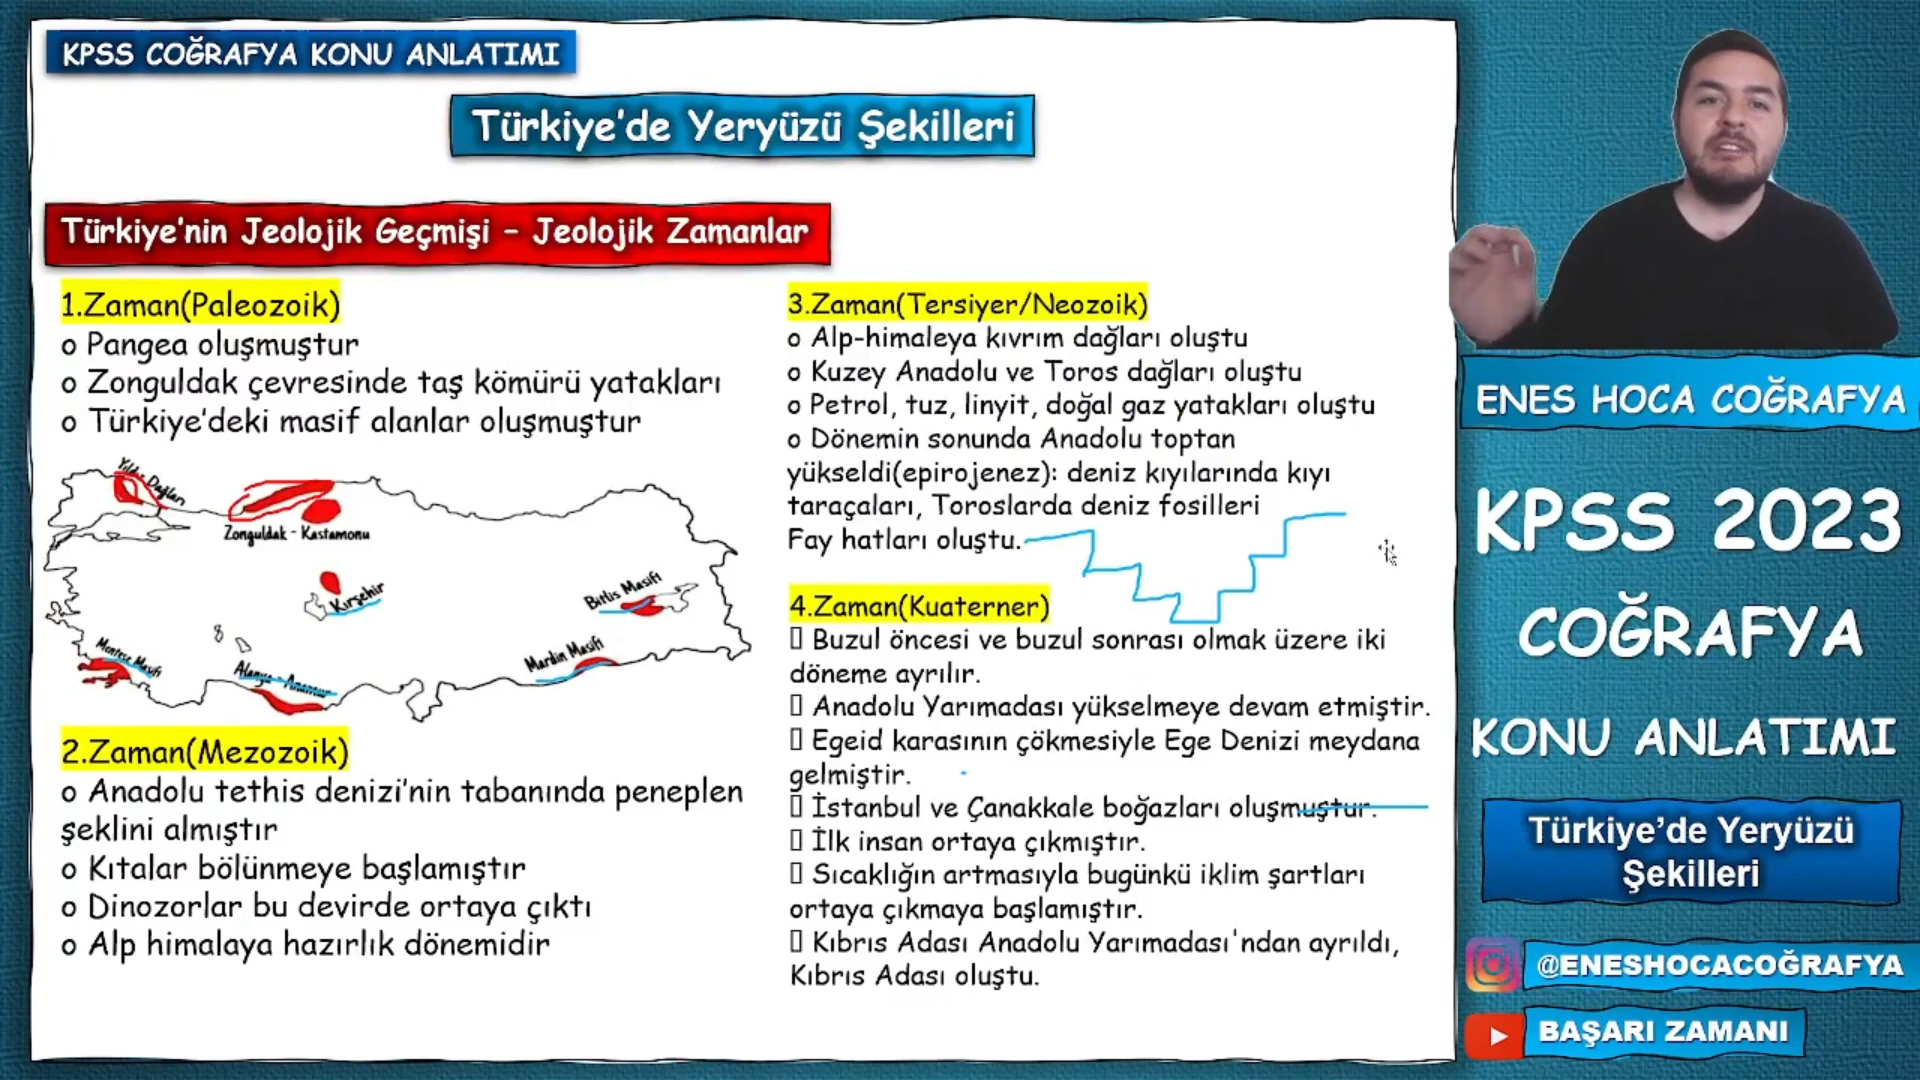 KPSS COĞRAFYA KONU ANLATIMI
Türkiye'de Yeryüzü Şekilleri
Türkiye'nin Jeolojik Geçmişi - Jeolojik Zamanlar
1.Zaman(Paleozoik)
o Pangea oluşmuştur
o Zonguldak çevresinde taş kömürü yatakları
o Türkiye'deki masif alanlar oluşmuştur
Yıldız Dağları
Zonguldak - Kastamonu
Kırşehir
Bitlis Masifi
Mardin Masifi
Menteşe Masifi
Alanya - Anamur
2.Zaman(Mezozoik)
o Anadolu tethis denizi'nin tabanında peneplen
şeklini almıştır
o Kıtalar bölünmeye başlamıştır
o Dinozorlar bu devirde ortaya çıktı
o Alp himalaya hazırlık dönemidir
3.Zaman(Tersiyer/Neozoik)
o Alp-himaleya kıvrım dağları oluştu
o Kuzey Anadolu ve Toros dağları oluştu
o Petrol, tuz, linyit, doğal gaz yatakları oluştu
o Dönemin sonunda Anadolu toptan
yükseldi(epirojenez): deniz kıyılarında kıyı
taraçaları, Toroslarda deniz fosilleri
Fay hatları oluştu.
4.Zaman(Kuaterner)
Buzul öncesi ve buzul sonrası olmak üzere iki
döneme ayrılır.
Anadolu Yarımadası yükselmeye devam etmiştir.
Egeid karasının çökmesiyle Ege Denizi meydana
gelmiştir.
İstanbul ve Çanakkale boğazları oluşmuştur.
İlk insan ortaya çıkmıştır.
Sıcaklığın artmasıyla bugünkü iklim şartları
ortaya çıkmaya başlamıştır.
Kıbrıs Adası Anadolu Yarımadası'ndan ayrıldı,
Kıbrıs Adası oluştu.
ENES HOCA COĞRAFYA
KPSS 2023
COĞRAFYA
KONU ANLATIMI
Türkiye'de Yeryüzü
Şekilleri
@ENESHOCACOĞRAFYA
BAŞARI ZAMANI